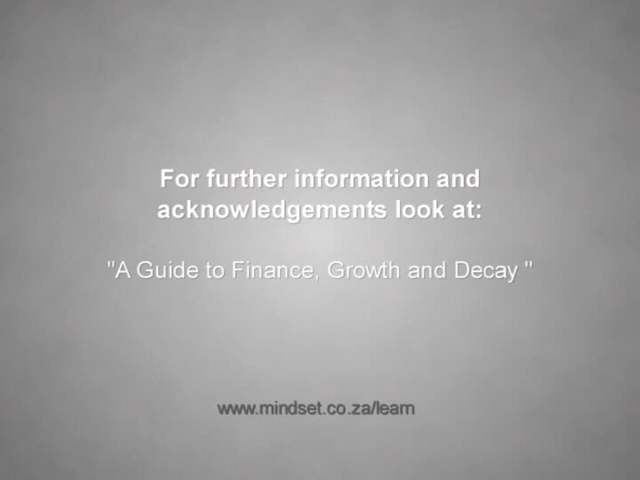 For further information and
acknowledgements look at:
"A Guide to Finance, Growth and Decay "
www.mindset.co.za/learn